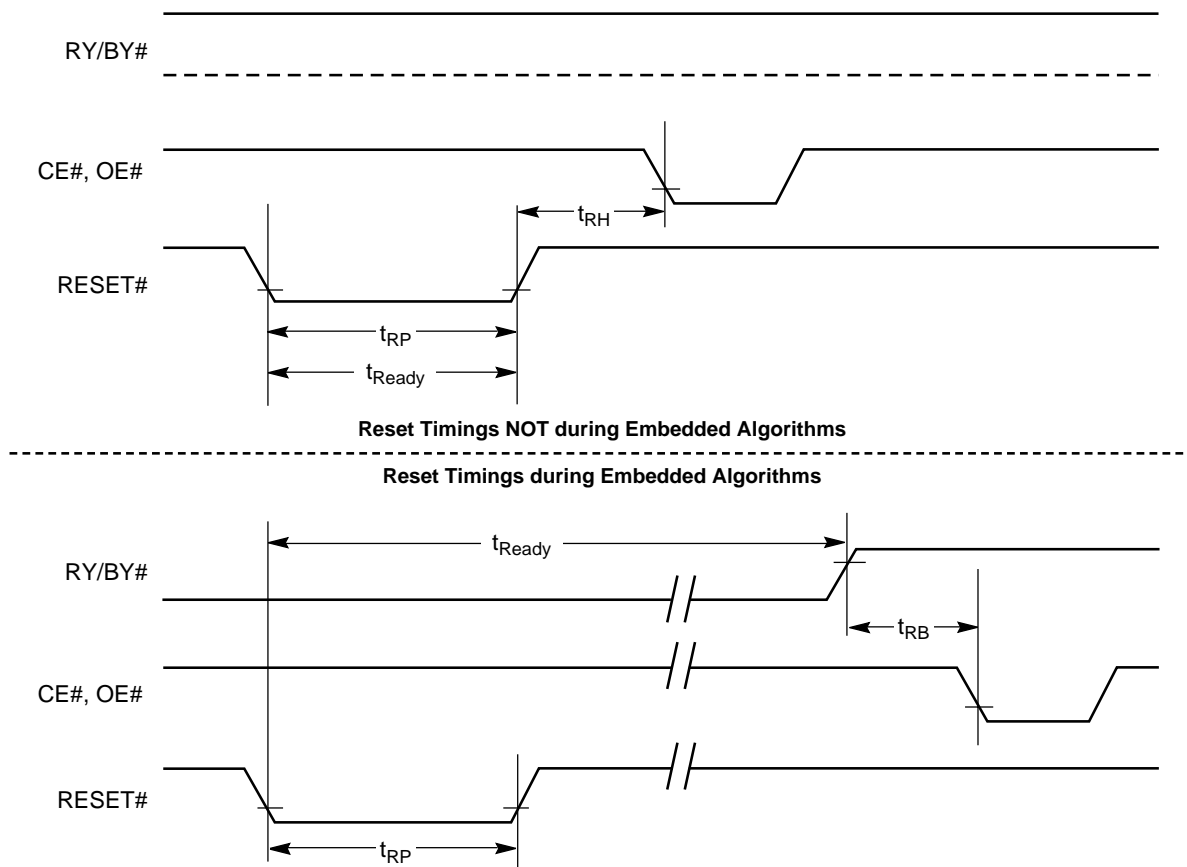 RY/BY#
CE#, OE#
tRH
RESET#
tRP
tReady
Reset Timings NOT during Embedded Algorithms
Reset Timings during Embedded Algorithms
tReady
RY/BY#
tRB
CE#, OE#
RESET#
tRP